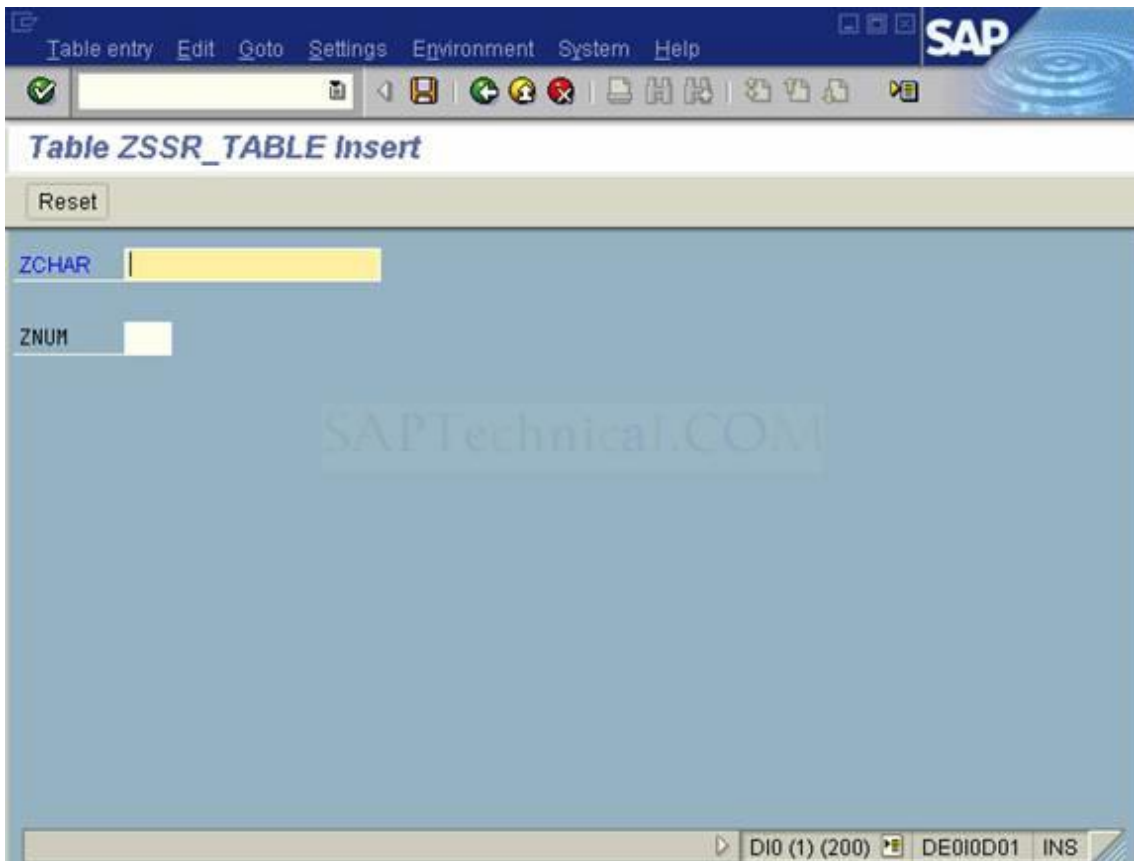 Table entry Edit Goto Settings Environment System Help
SAP
Table ZSSR_TABLE Insert
Reset
ZCHAR
ZNUM
SAPTechnical.COM
DI0 (1) (200) DE0I0D01 INS